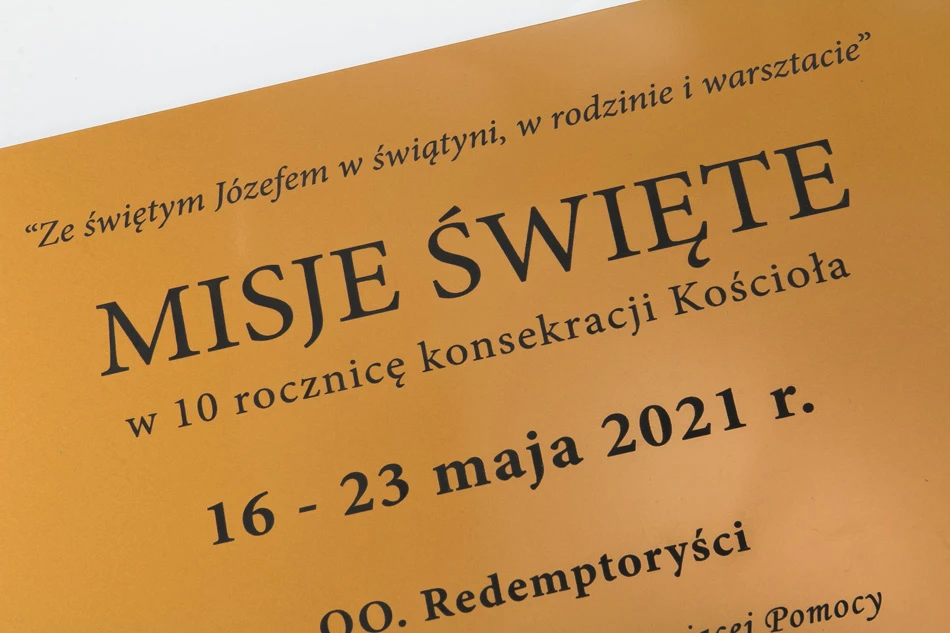 “Ze świętym Józefem w świątyni, w rodzinie i warsztacie”
MISJE ŚWIĘTE
w 10 rocznicę konsekracji Kościoła
16 - 23 maja 2021 r.
OO. Redemptoryści
Pomocy